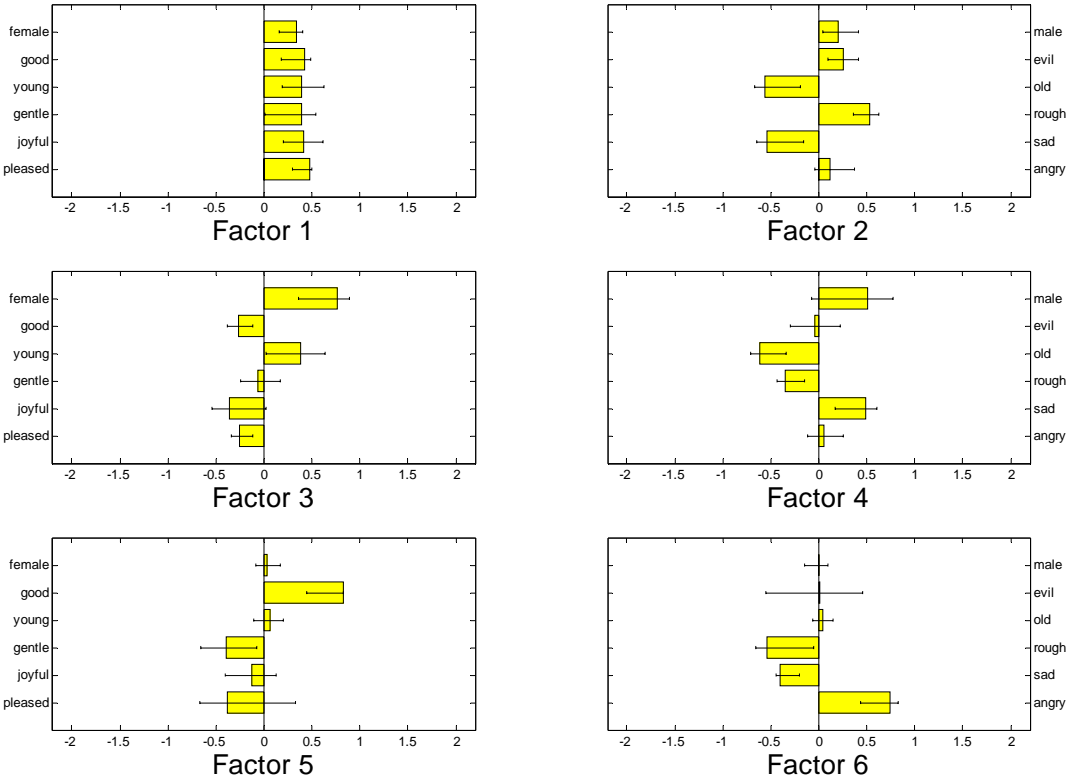 female
good
young
gentle
joyful
pleased
-2 -1.5 -1 -0.5 0 0.5 1 1.5 2
Factor 1
male
evil
old
rough
sad
angry
-2 -1.5 -1 -0.5 0 0.5 1 1.5 2
Factor 2
female
good
young
gentle
joyful
pleased
-2 -1.5 -1 -0.5 0 0.5 1 1.5 2
Factor 3
male
evil
old
rough
sad
angry
-2 -1.5 -1 -0.5 0 0.5 1 1.5 2
Factor 4
female
good
young
gentle
joyful
pleased
-2 -1.5 -1 -0.5 0 0.5 1 1.5 2
Factor 5
male
evil
old
rough
sad
angry
-2 -1.5 -1 -0.5 0 0.5 1 1.5 2
Factor 6